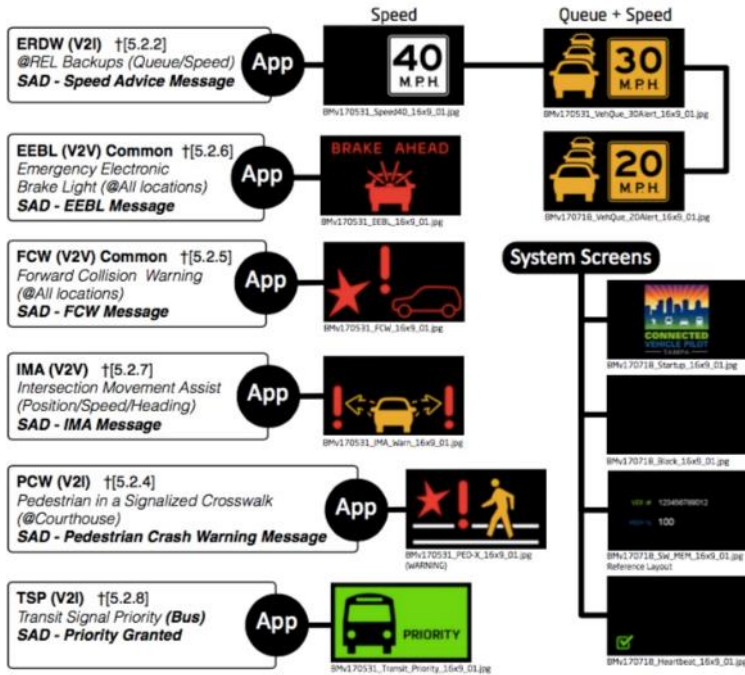 Speed
Queue + Speed
ERDW (V2I) †[5.2.2]
@REL Backups (Queue/Speed)
SAD - Speed Advice Message
App
40
M.P.H.
30
M.P.H.
BMv170531_Speed40_16x9_01.jpg
BMv170531_VehQue_30Alert_16x9_01.jpg
EEBL (V2V) Common †[5.2.6]
Emergency Electronic
Brake Light (@All locations)
SAD - EEBL Message
App
BRAKE AHEAD
20
M.P.H.
BMv170531_EEBL_16x9_01.jpg
BMv170718_VehQue_20Alert_16x9_01.jpg
FCW (V2V) Common †[5.2.5]
Forward Collision Warning
(@All locations)
SAD - FCW Message
App
BMv170531_FCW_16x9_01.jpg
System Screens
CONNECTED
VEHICLE PILOT
TAMPA
BMv170718_Startup_16x9_01.jpg
IMA (V2V) †[5.2.7]
Intersection Movement Assist
(Position/Speed/Heading)
SAD - IMA Message
App
BMv170531_IMA_Warn_16x9_01.jpg
BMv170718_Black_16x9_01.jpg
PCW (V2I) †[5.2.4]
Pedestrian in a Signalized Crosswalk
(@Courthouse)
SAD - Pedestrian Crash Warning Message
App
BMv170531_PED-X_16x9_01.jpg
(WARNING)
100
BMv170718_SW_MEM_16x9_01.jpg
Reference Layout
TSP (V2I) †[5.2.8]
Transit Signal Priority (Bus)
SAD - Priority Granted
App
PRIORITY
BMv170531_Transit_Priority_16x9_01.jpg
BMv170718_Heartbeat_16x9_01.jpg